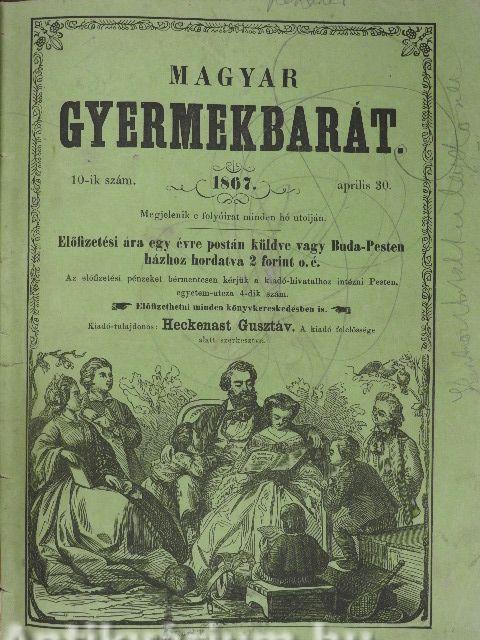 MAGYAR
GYERMEKBARÁT.
10-ik szám. 1867. aprilis 30.
Megjelenik e folyóirat minden hó utolján.
Előfizetési ára egy évre postán küldve vagy Buda-Pesten
házhoz hordatva 2 forint o. é.
Az előfizetési pénzeket bérmentesen kérjük a kiadó-hivatalhoz intézni Pesten,
egyetem-utcza 4-dik szám.
Előfizethetni minden könyvkereskedésben is.
Kiadó-tulajdonos: Heckenast Gusztáv. A kiadó felelőssége
alatt szerkesztve.